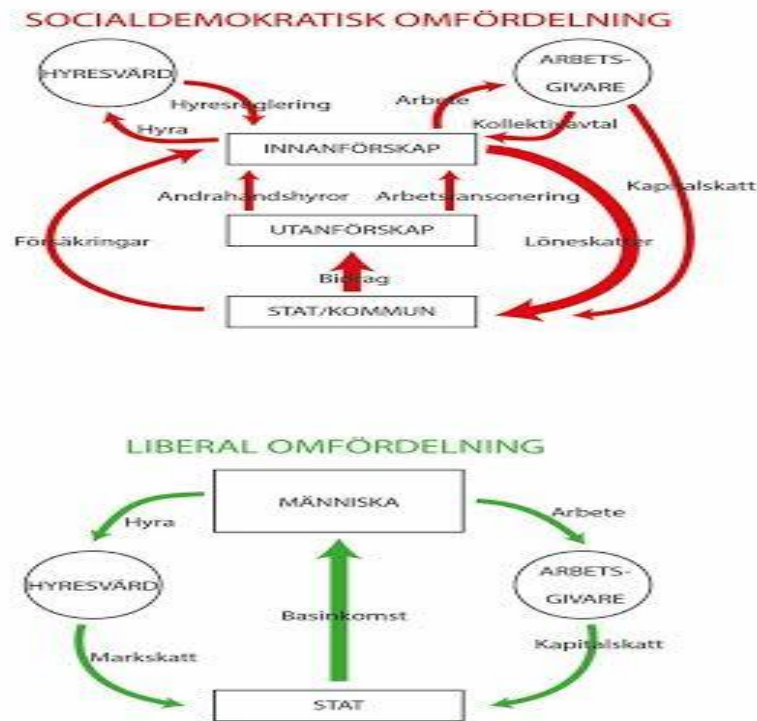 SOCIALDEMOKRATISK OMFÖRDELNING
HYRESVÄRD
ARBETS-
GIVARE
Hyresreglering
Arbete
Hyra
Kollektivavtal
INNANFÖRSKAP
Kapitalskatt
Andrahandshyror
Arbetsransonering
UTANFÖRSKAP
Försäkringar
Löneskatter
Bidrag
STAT/KOMMUN
LIBERAL OMFÖRDELNING
MÄNNISKA
Hyra
Arbete
HYRESVÄRD
ARBETS-
GIVARE
Basinkomst
Markskatt
Kapitalskatt
STAT